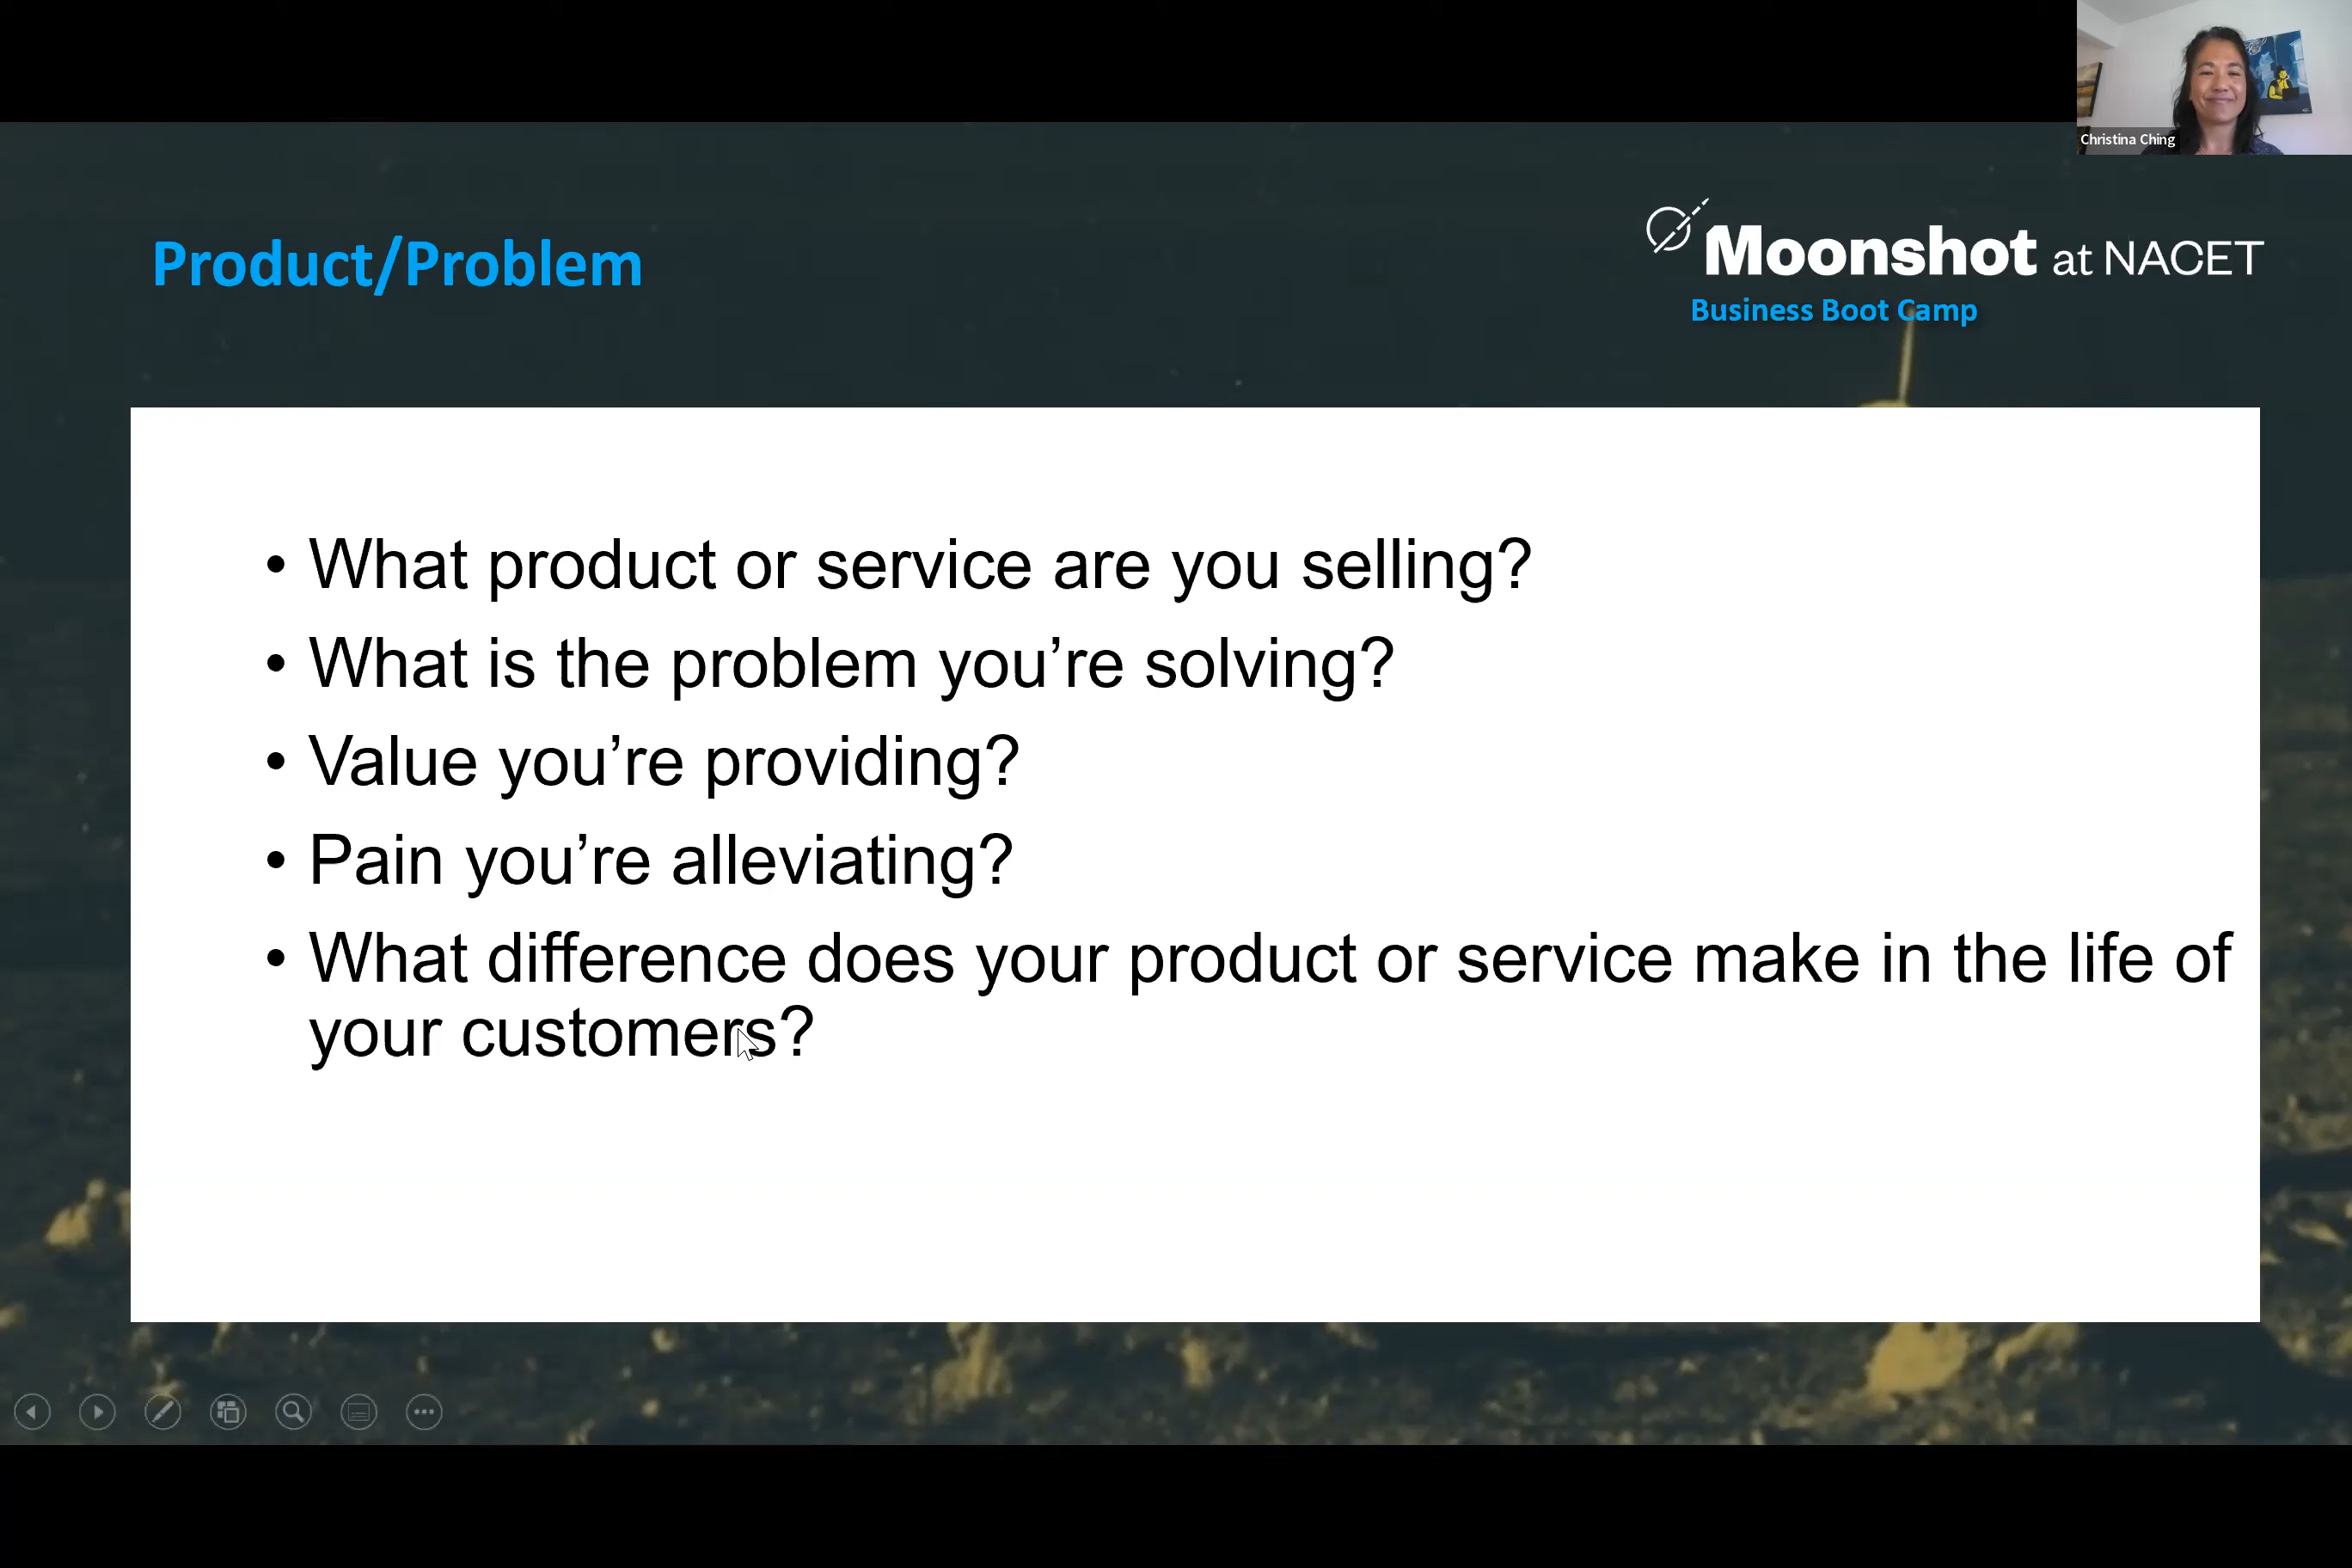 Christina Ching
Product/Problem
Moonshot at NACET
Business Boot Camp
• What product or service are you selling?
• What is the problem you’re solving?
• Value you’re providing?
• Pain you’re alleviating?
• What difference does your product or service make in the life of
your customers?